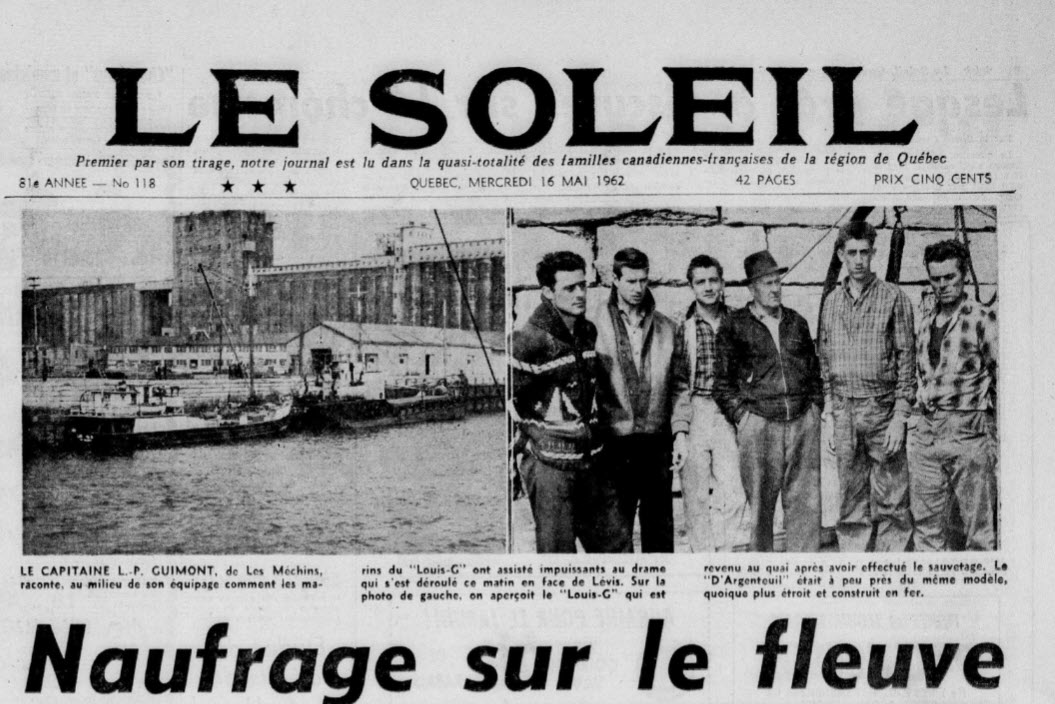 LE SOLEIL
Premier par son tirage, notre journal est lu dans la quasi-totalité des familles canadiennes-françaises de la région de Québec
81e ANNEE — No 118
★ ★ ★
QUEBEC, MERCREDI 16 MAI 1962
42 PAGES
PRIX CINQ CENTS
LE CAPITAINE L.-P. GUIMONT, de Les Méchins,
raconte, au milieu de son équipage comment les ma-
rins du "Louis-G" ont assisté impuissants au drame
qui s'est déroulé ce matin en face de Lévis. Sur la
photo de gauche, on aperçoit le "Louis-G" qui est
revenu au quai après avoir effectué le sauvetage. Le
"D'Argenteuil" était à peu près du même modèle,
quoique plus étroit et construit en fer.
Naufrage sur le fleuve